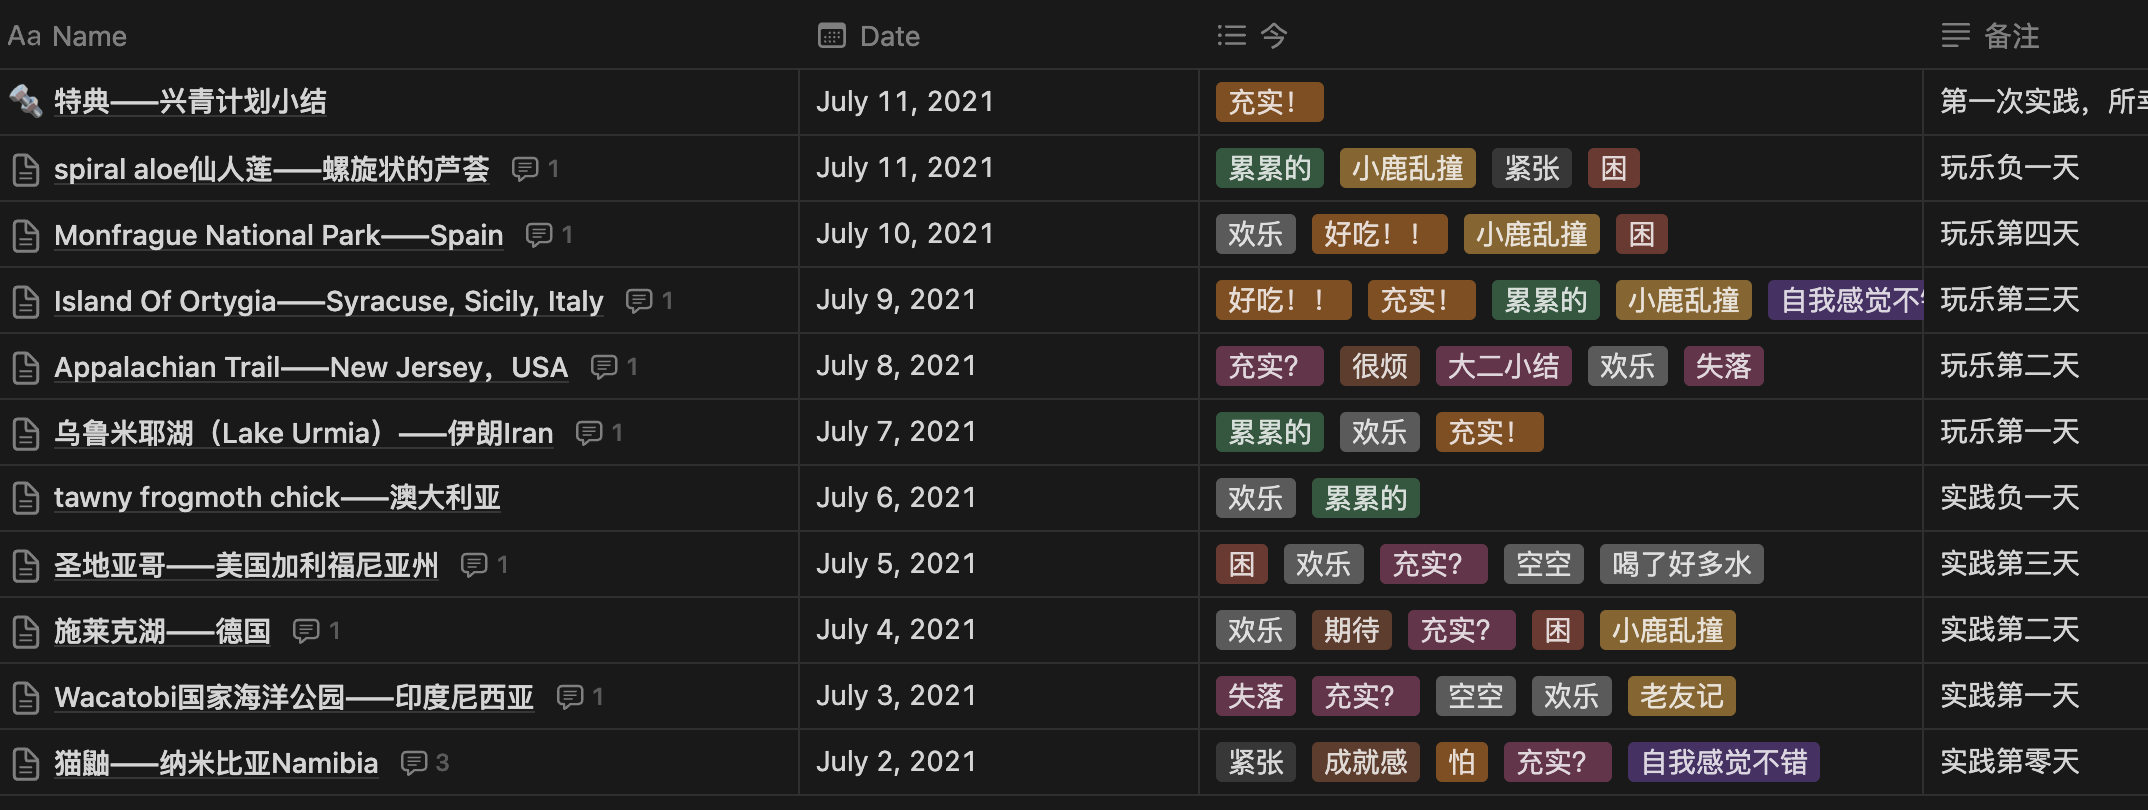 Aa Name Date 今 备注
特典——兴青计划小结 July 11, 2021 充实！ 第一次实践，所
spiral aloe仙人莲——螺旋状的芦荟 1 July 11, 2021 累累的 小鹿乱撞 紧张 困 玩乐负一天
Monfrague National Park——Spain 1 July 10, 2021 欢乐 好吃！！ 小鹿乱撞 困 玩乐第四天
Island Of Ortygia——Syracuse, Sicily, Italy 1 July 9, 2021 好吃！！ 充实！ 累累的 小鹿乱撞 自我感觉不 玩乐第三天
Appalachian Trail——New Jersey，USA 1 July 8, 2021 充实？ 很烦 大二小结 欢乐 失落 玩乐第二天
乌鲁米耶湖（Lake Urmia）——伊朗Iran 1 July 7, 2021 累累的 欢乐 充实！ 玩乐第一天
tawny frogmoth chick——澳大利亚 July 6, 2021 欢乐 累累的 实践负一天
圣地亚哥——美国加利福尼亚州 1 July 5, 2021 困 欢乐 充实？ 空空 喝了好多水 实践第三天
施莱克湖——德国 1 July 4, 2021 欢乐 期待 充实？ 困 小鹿乱撞 实践第二天
Wacatobi国家海洋公园——印度尼西亚 1 July 3, 2021 失落 充实？ 空空 欢乐 老友记 实践第一天
猫鼬——纳米比亚Namibia 3 July 2, 2021 紧张 成就感 怕 充实？ 自我感觉不错 实践第零天